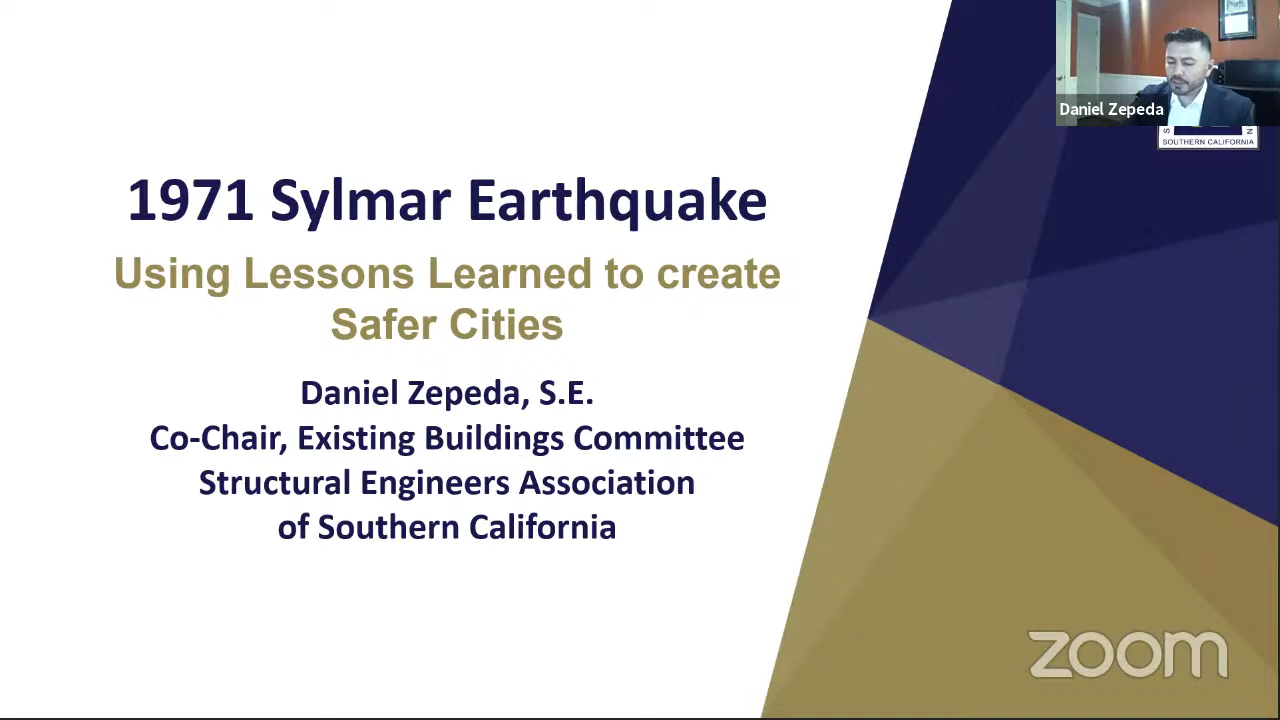 1971 Sylmar Earthquake
Using Lessons Learned to create
Safer Cities
Daniel Zepeda, S.E.
Co-Chair, Existing Buildings Committee
Structural Engineers Association
of Southern California
Daniel Zepeda
S N
SOUTHERN CALIFORNIA
zoom